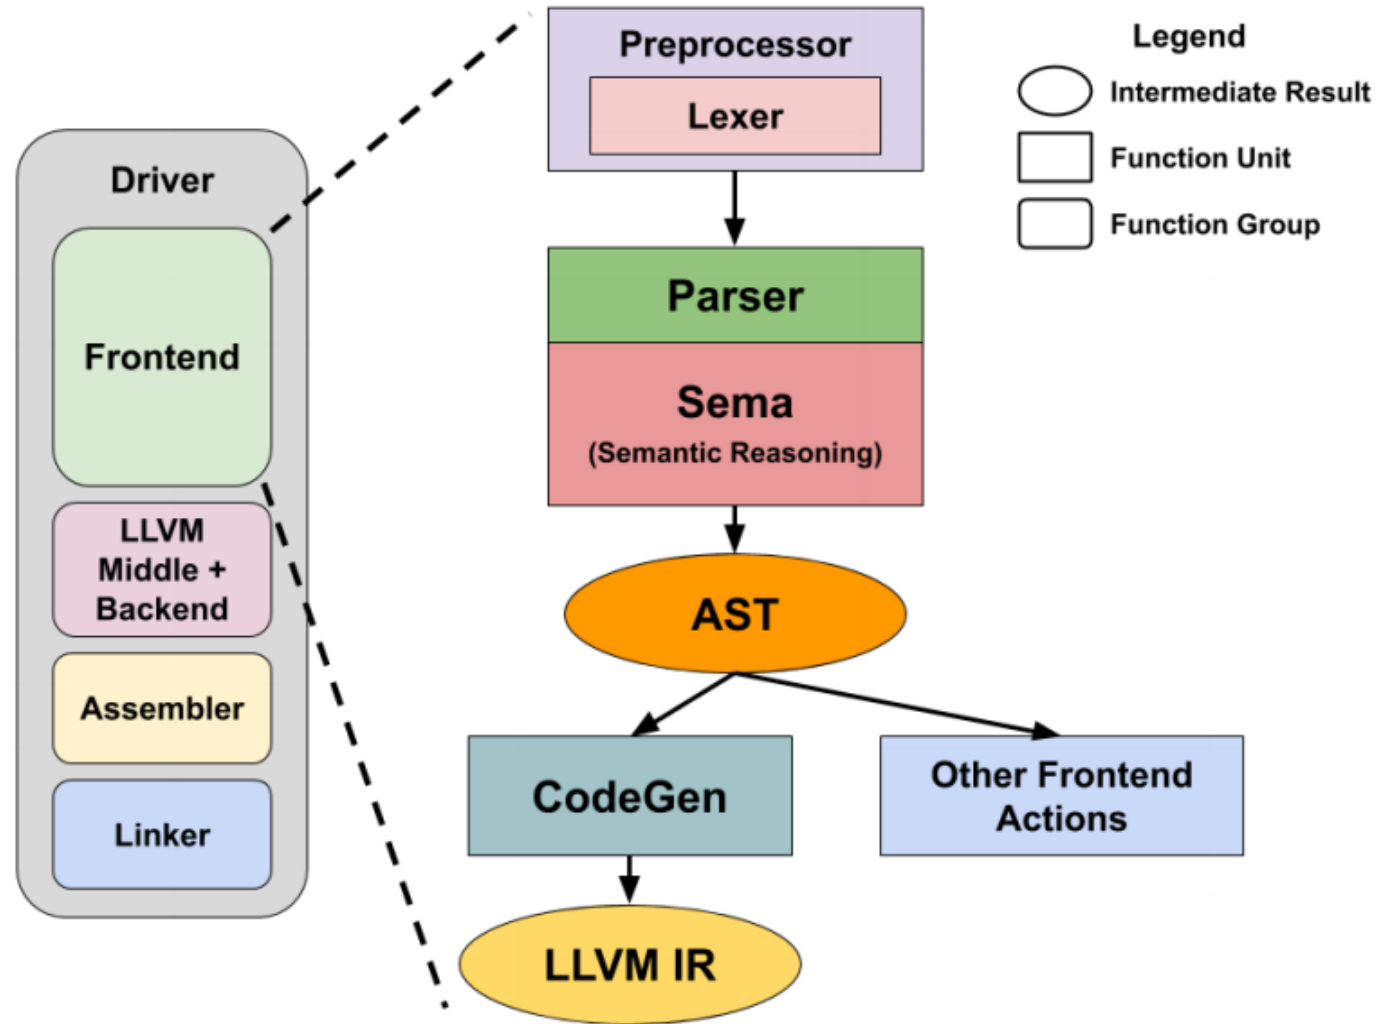 Driver
Frontend
LLVM
Middle +
Backend
Assembler
Linker
Preprocessor
Lexer
Parser
Sema
(Semantic Reasoning)
AST
CodeGen
Other Frontend
Actions
LLVM IR
Legend
Intermediate Result
Function Unit
Function Group